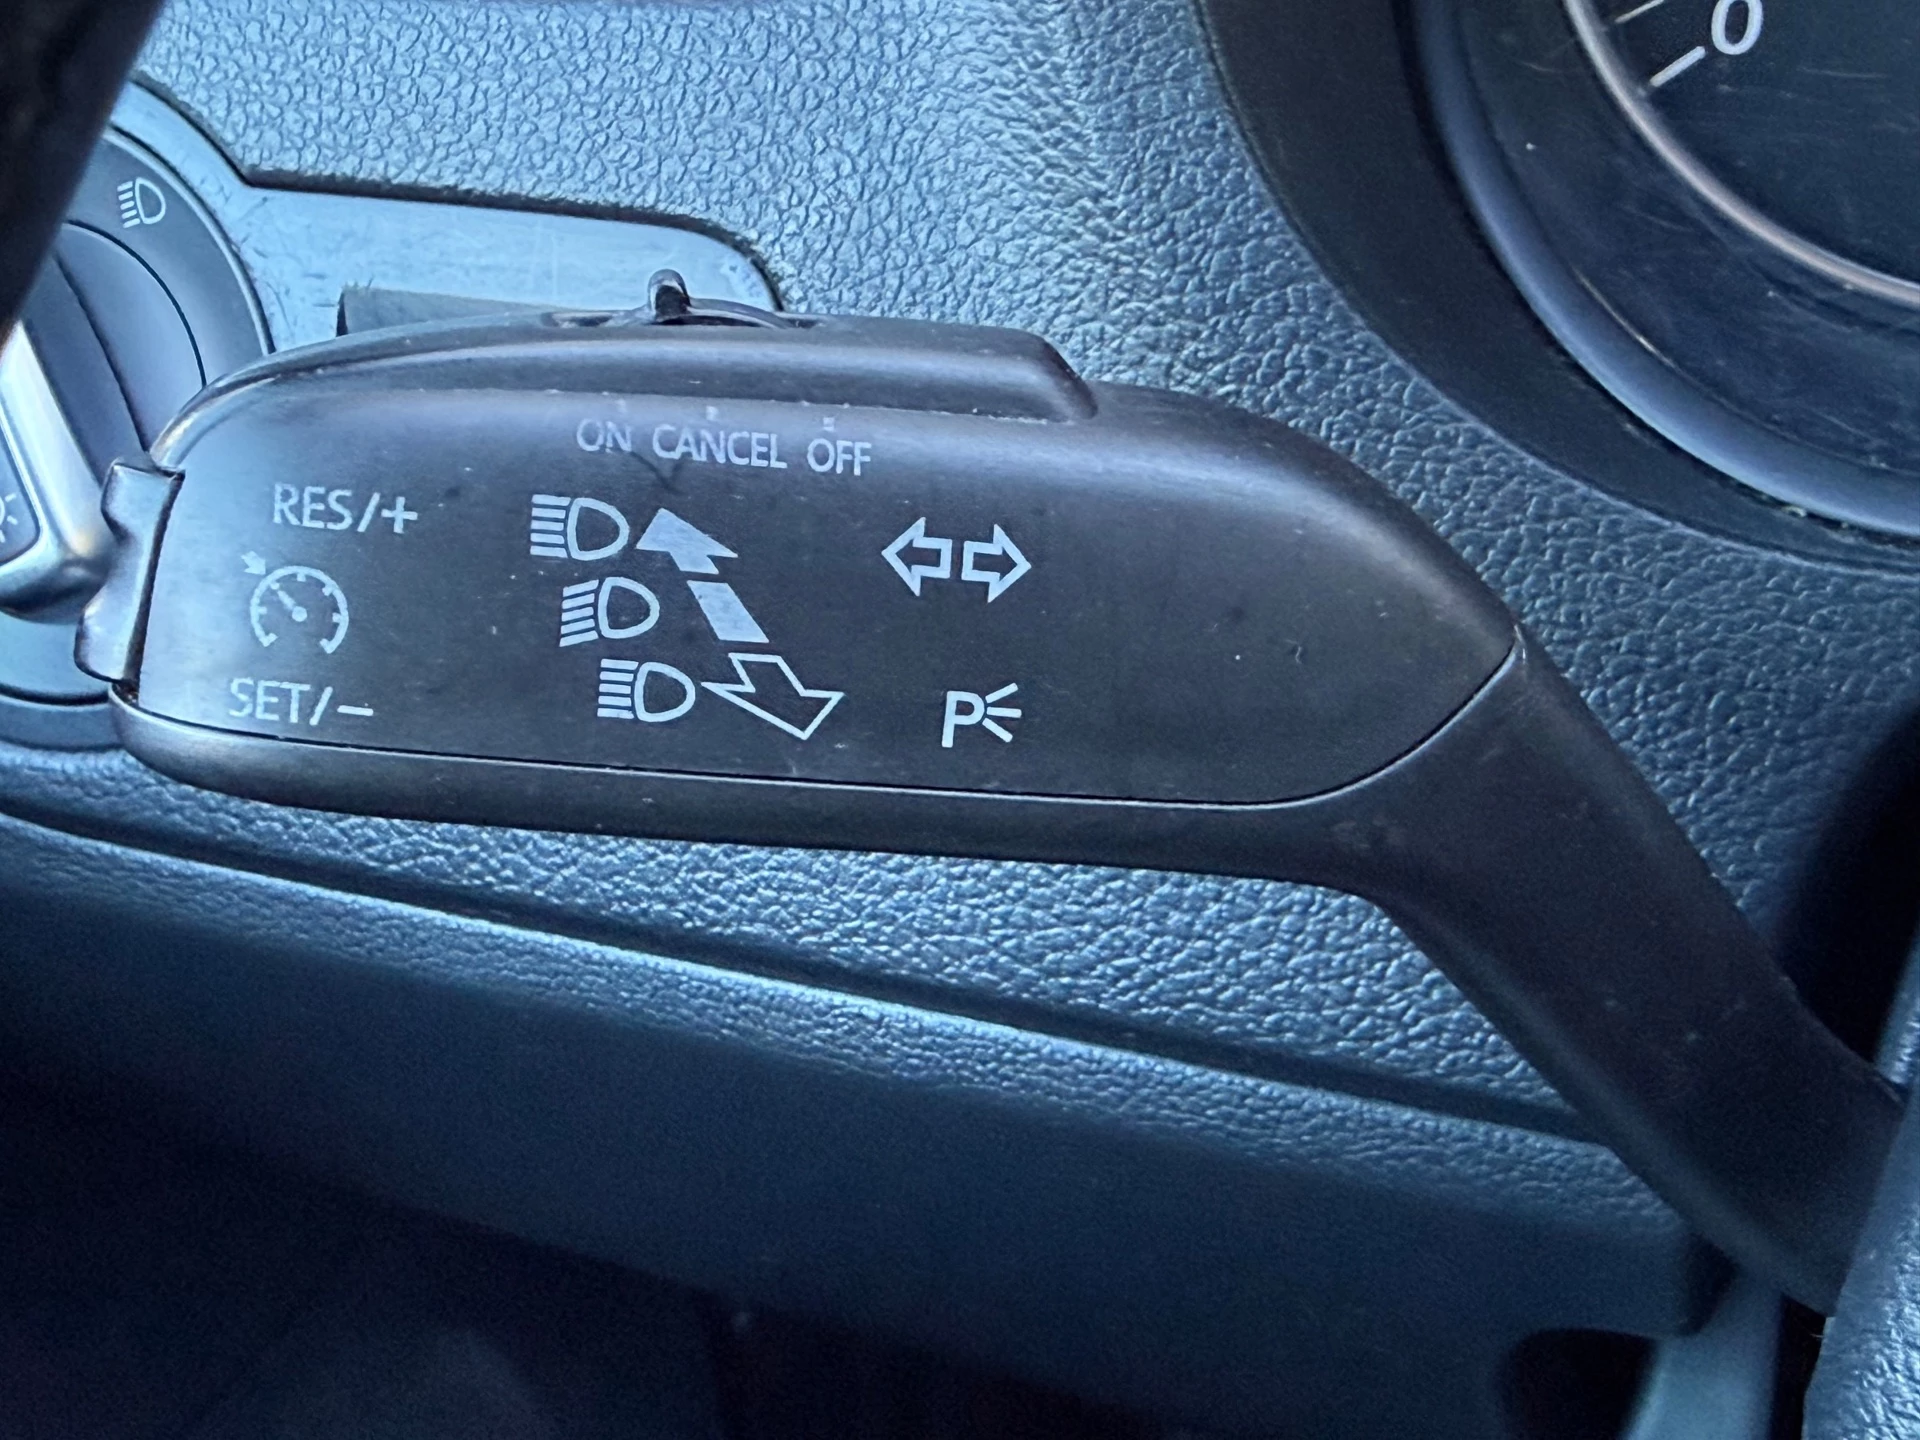 0
ON CANCEL OFF
RES/+
SET/-
P